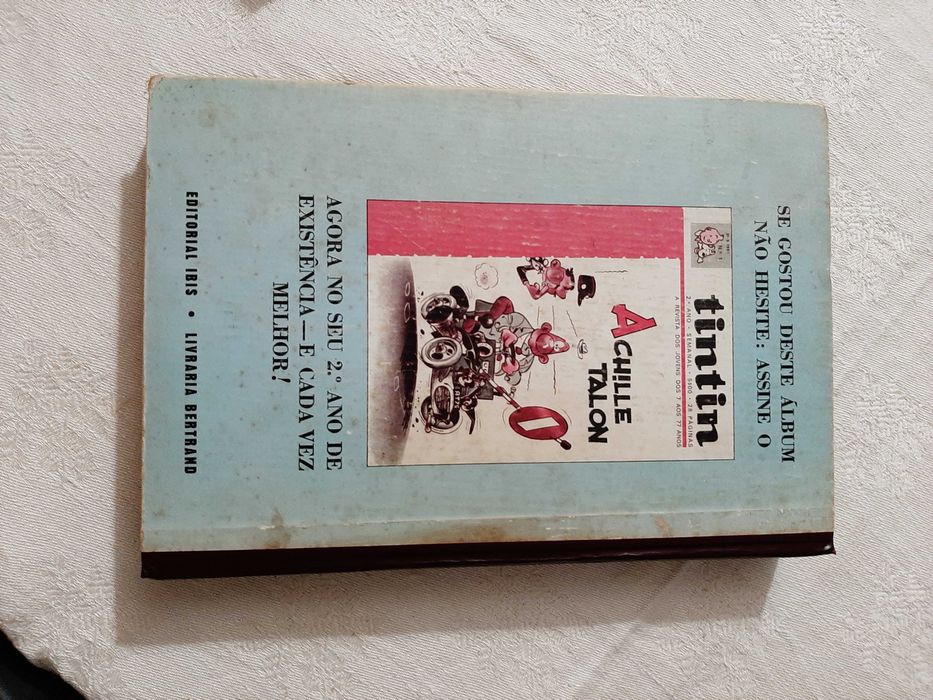 SE GOSTOU DESTE ÁLBUM
NÃO HESITE: ASSINE O
tintin
2.º ANO • SEMANAL • 5$00 • 28 PÁGINAS
A REVISTA DOS JOVENS DOS 7 AOS 77 ANOS
ACHILLE
TALON
AGORA NO SEU 2.º ANO DE
EXISTÊNCIA—E CADA VEZ
MELHOR!
EDITORIAL IBIS • LIVRARIA BERTRAND